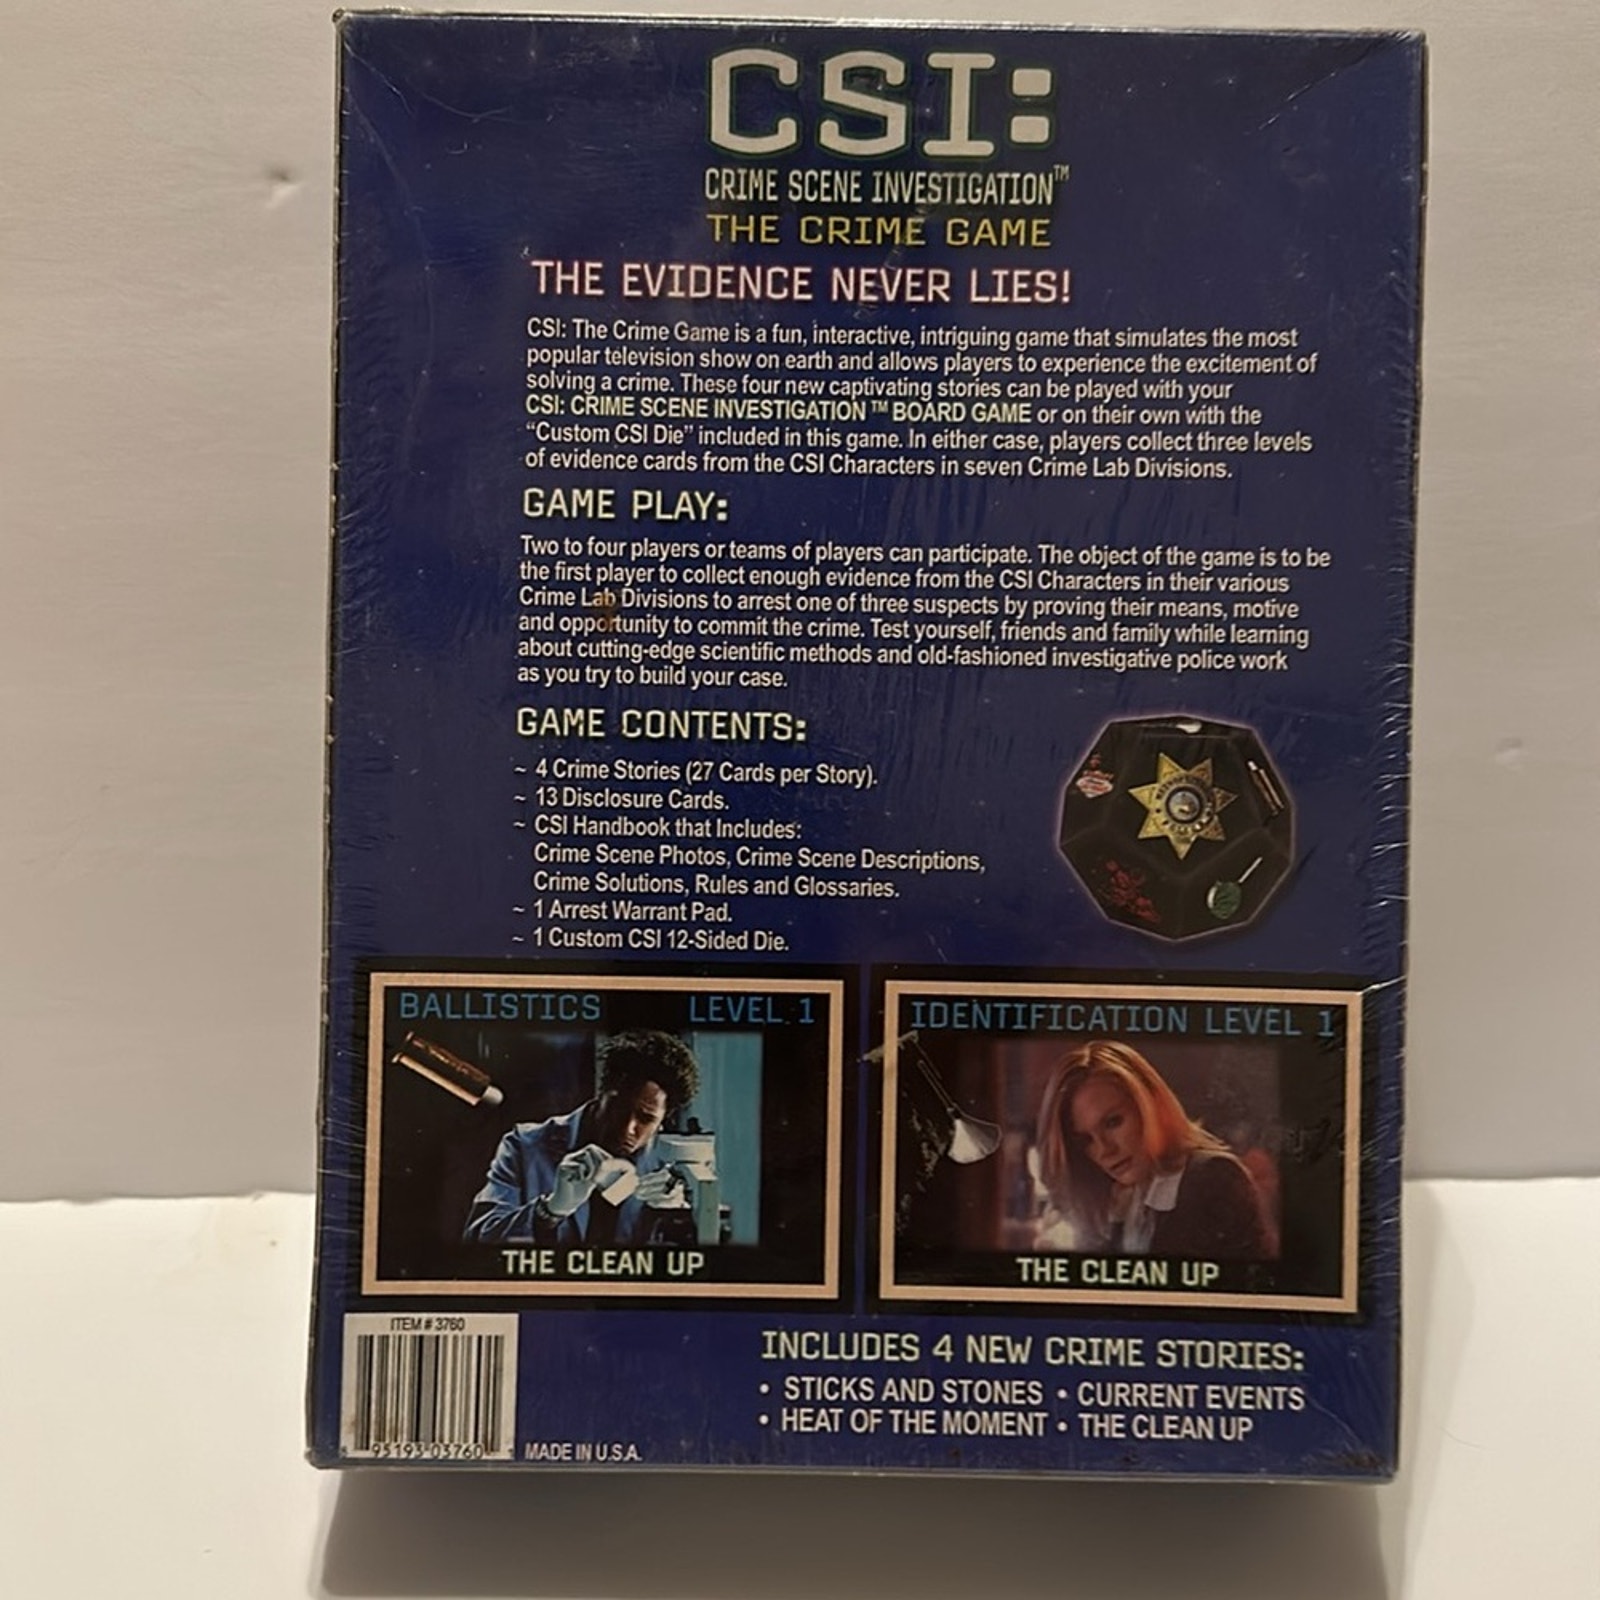 CSI:
CRIME SCENE INVESTIGATION™
THE CRIME GAME
THE EVIDENCE NEVER LIES!
CSI: The Crime Game is a fun, interactive, intriguing game that simulates the most
popular television show on earth and allows players to experience the excitement of
solving a crime. These four new captivating stories can be played with your
CSI: CRIME SCENE INVESTIGATION™ BOARD GAME or on their own with the
“Custom CSI Die” included in this game. In either case, players collect three levels
of evidence cards from the CSI Characters in seven Crime Lab Divisions.
GAME PLAY:
Two to four players or teams of players can participate. The object of the game is to be
the first player to collect enough evidence from the CSI Characters in their various
Crime Lab Divisions to arrest one of three suspects by proving their means, motive
and opportunity to commit the crime. Test yourself, friends and family while learning
about cutting-edge scientific methods and old-fashioned investigative police work
as you try to build your case.
GAME CONTENTS:
~ 4 Crime Stories (27 Cards per Story).
~ 13 Disclosure Cards.
~ CSI Handbook that Includes:
Crime Scene Photos, Crime Scene Descriptions,
Crime Solutions, Rules and Glossaries.
~ 1 Arrest Warrant Pad.
~ 1 Custom CSI 12-Sided Die.
BALLISTICS LEVEL 1
THE CLEAN UP
IDENTIFICATION LEVEL 1
THE CLEAN UP
ITEM # 3760
95193 03760
MADE IN U.S.A.
INCLUDES 4 NEW CRIME STORIES:
• STICKS AND STONES • CURRENT EVENTS
• HEAT OF THE MOMENT • THE CLEAN UP